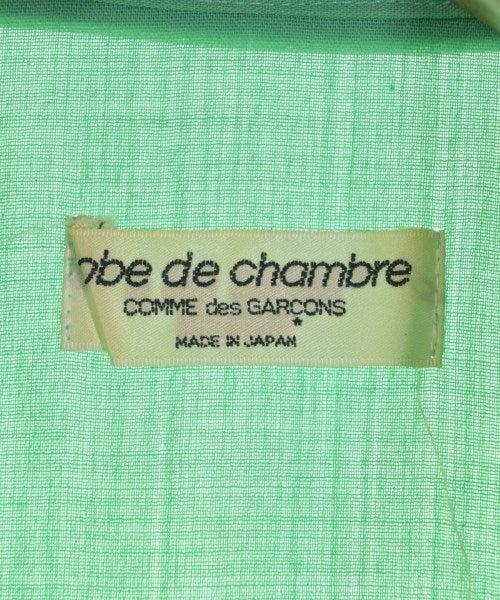 obe de chambre
COMME des GARCONS
*
MADE IN JAPAN